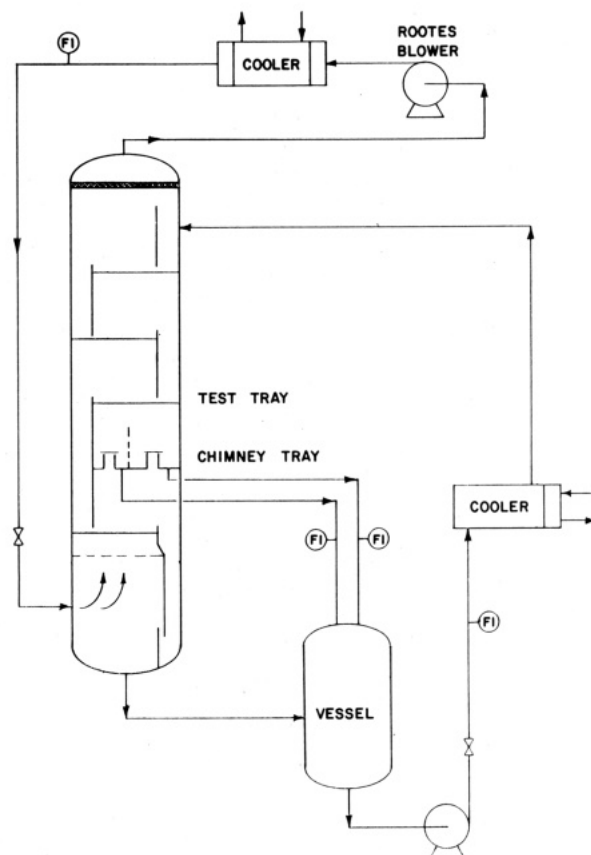 ROOTES
BLOWER
FI
COOLER
TEST TRAY
CHIMNEY TRAY
COOLER
FI
FI
FI
VESSEL